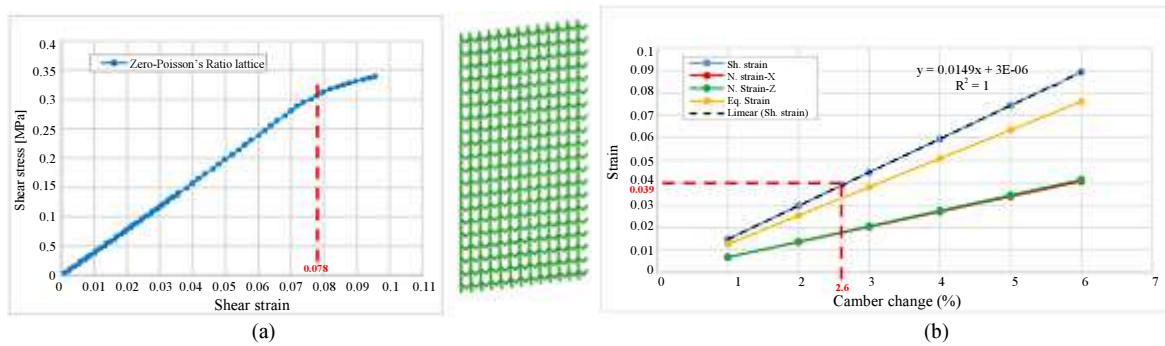 0.4
0.35
0.3
0.25
0.2
0.15
0.1
0.5
0
Shear stress [MPa]
Zero-Poisson's Ratio lattice
0.078
0 0.01 0.02 0.03 0.04 0.05 0.06 0.07 0.08 0.09 0.1 0.11
Shear strain
(a)
0.1
0.09
0.08
0.07
0.06
0.05
0.04
0.039
0.03
0.02
0.01
0
Strain
Sh. strain
N. strain-X
N. Strain-Z
Eq. Strain
Limear (Sh. strain)
y = 0.0149x + 3E-06
R² = 1
0 1 2 3 4 5 6 7
2.6
Camber change (%)
(b)